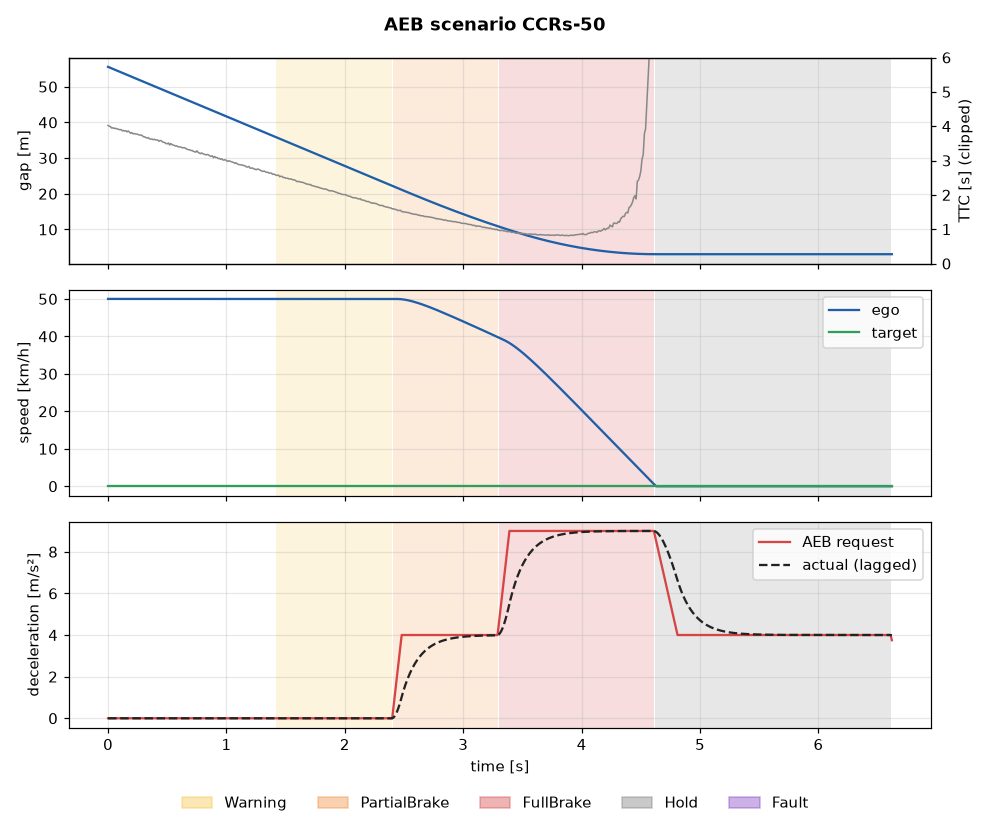 AEB scenario CCRs-50
gap [m]
50
40
30
20
10
6
5
4
3
2
1
0
TTC [s] (clipped)
speed [km/h]
50
40
30
20
10
0
ego
target
deceleration [m/s²]
8
6
4
2
0
AEB request
actual (lagged)
0 1 2 3 4 5 6
time [s]
Warning PartialBrake FullBrake Hold Fault